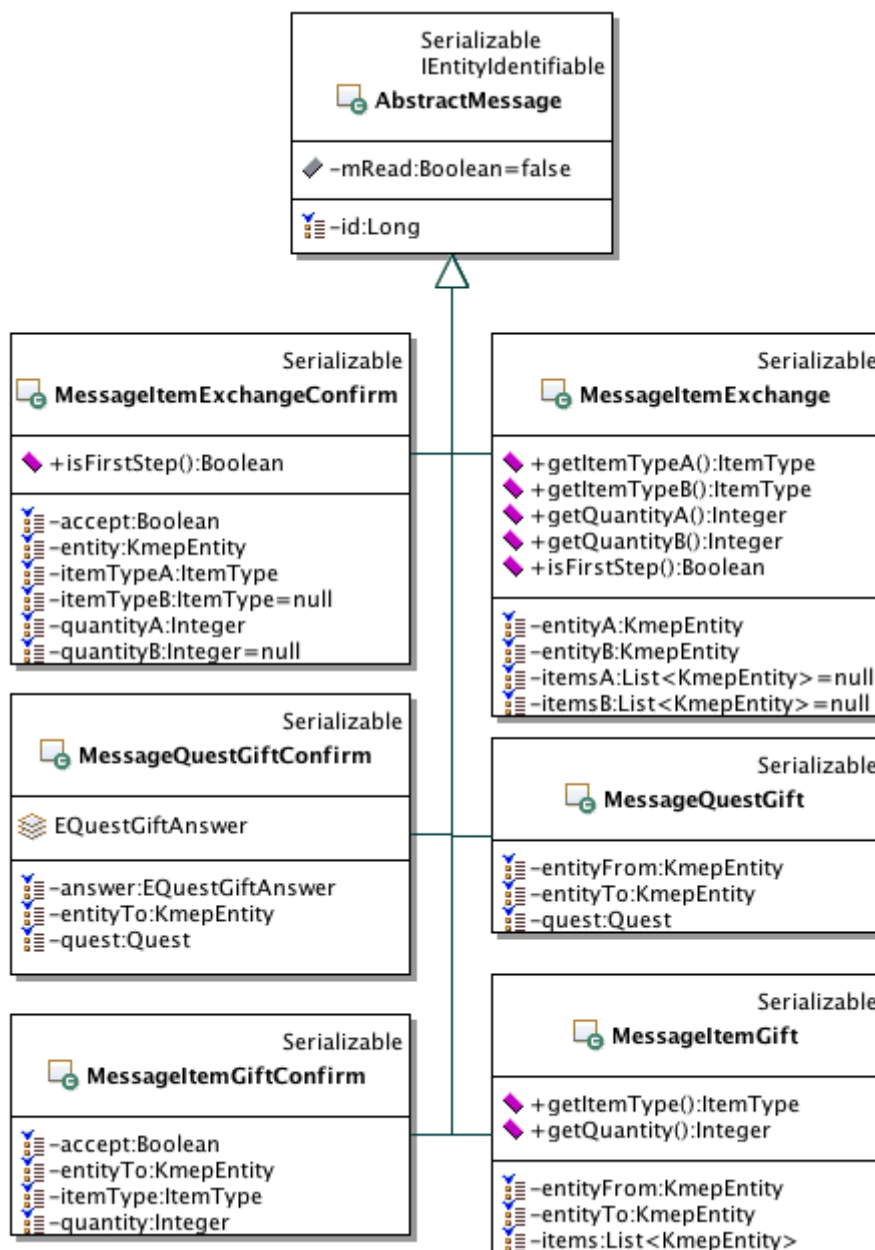 Serializable
IEntityIdentifiable
AbstractMessage
-mRead:Boolean=false
-id:Long
Serializable
MessageItemExchangeConfirm
+isFirstStep():Boolean
-accept:Boolean
-entity:KmepEntity
-itemTypeA:ItemType
-itemTypeB:ItemType=null
-quantityA:Integer
-quantityB:Integer=null
Serializable
MessageItemExchange
+getItemTypeA():ItemType
+getItemTypeB():ItemType
+getQuantityA():Integer
+getQuantityB():Integer
+isFirstStep():Boolean
-entityA:KmepEntity
-entityB:KmepEntity
-itemsA:List<KmepEntity>=null
-itemsB:List<KmepEntity>=null
Serializable
MessageQuestGiftConfirm
EQuestGiftAnswer
-answer:EQuestGiftAnswer
-entityTo:KmepEntity
-quest:Quest
Serializable
MessageQuestGift
-entityFrom:KmepEntity
-entityTo:KmepEntity
-quest:Quest
Serializable
MessageItemGiftConfirm
-accept:Boolean
-entityTo:KmepEntity
-itemType:ItemType
-quantity:Integer
Serializable
MessageItemGift
+getItemType():ItemType
+getQuantity():Integer
-entityFrom:KmepEntity
-entityTo:KmepEntity
-items:List<KmepEntity>